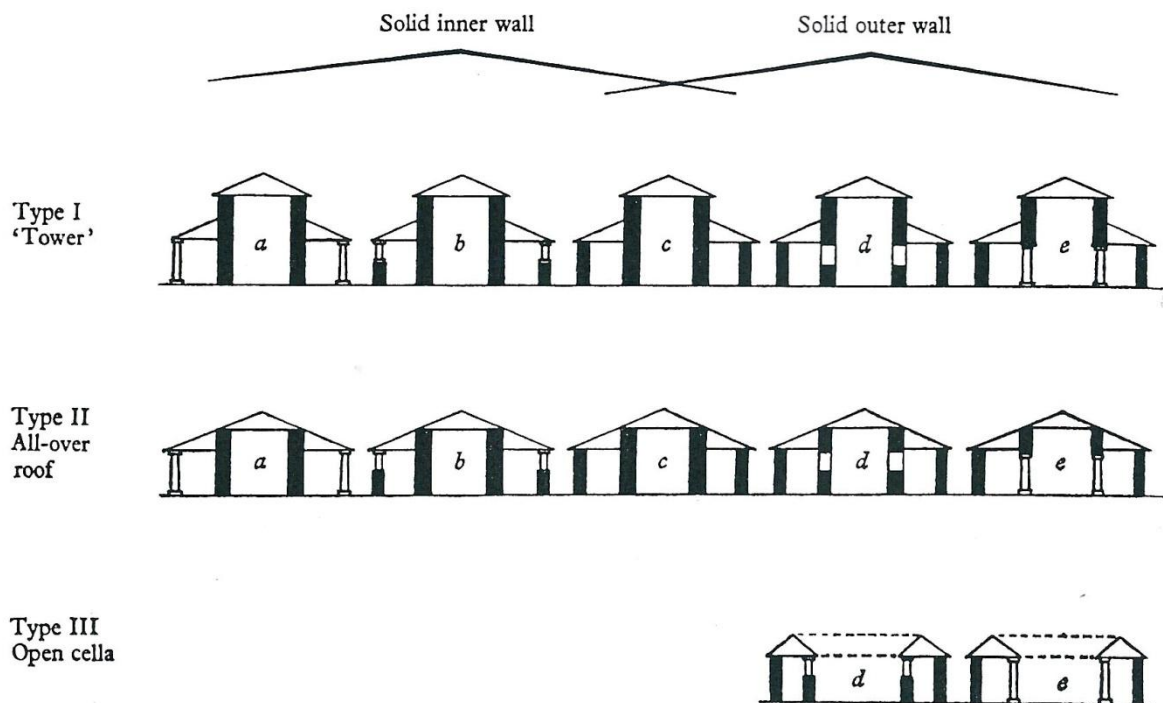 Solid inner wall
Solid outer wall
Type I
‘Tower’
a b c d e
Type II
All-over
roof
a b c d e
Type III
Open cella
d e